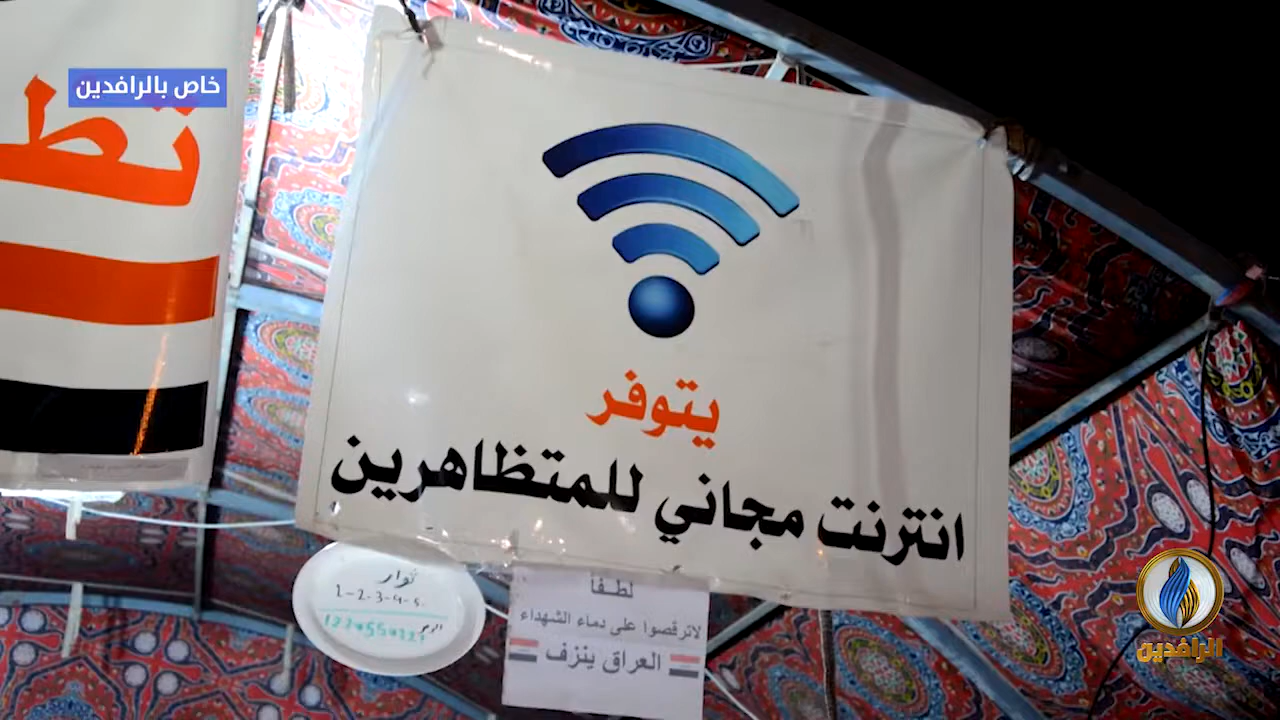 خاص بالرافدين
تظ
يتوفر
انترنت مجاني للمتظاهرين
ثوار
1-2-3-4-5-
لطفاً
لاترقصوا على دماء الشهداء
العراق ينزف
الرافدين